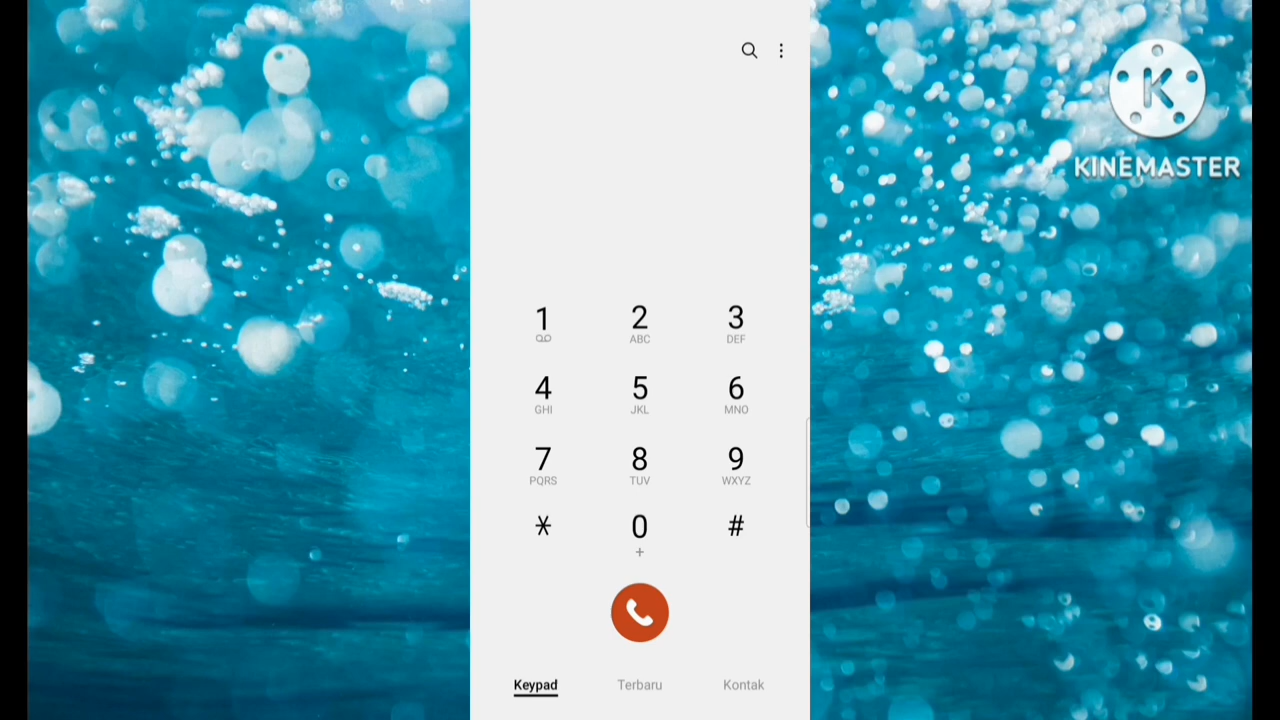 K
KINEMASTER
1 2 3
ABC DEF
4 5 6
GHI JKL MNO
7 8 9
PQRS TUV WXYZ
* 0 #
+
Keypad Terbaru Kontak